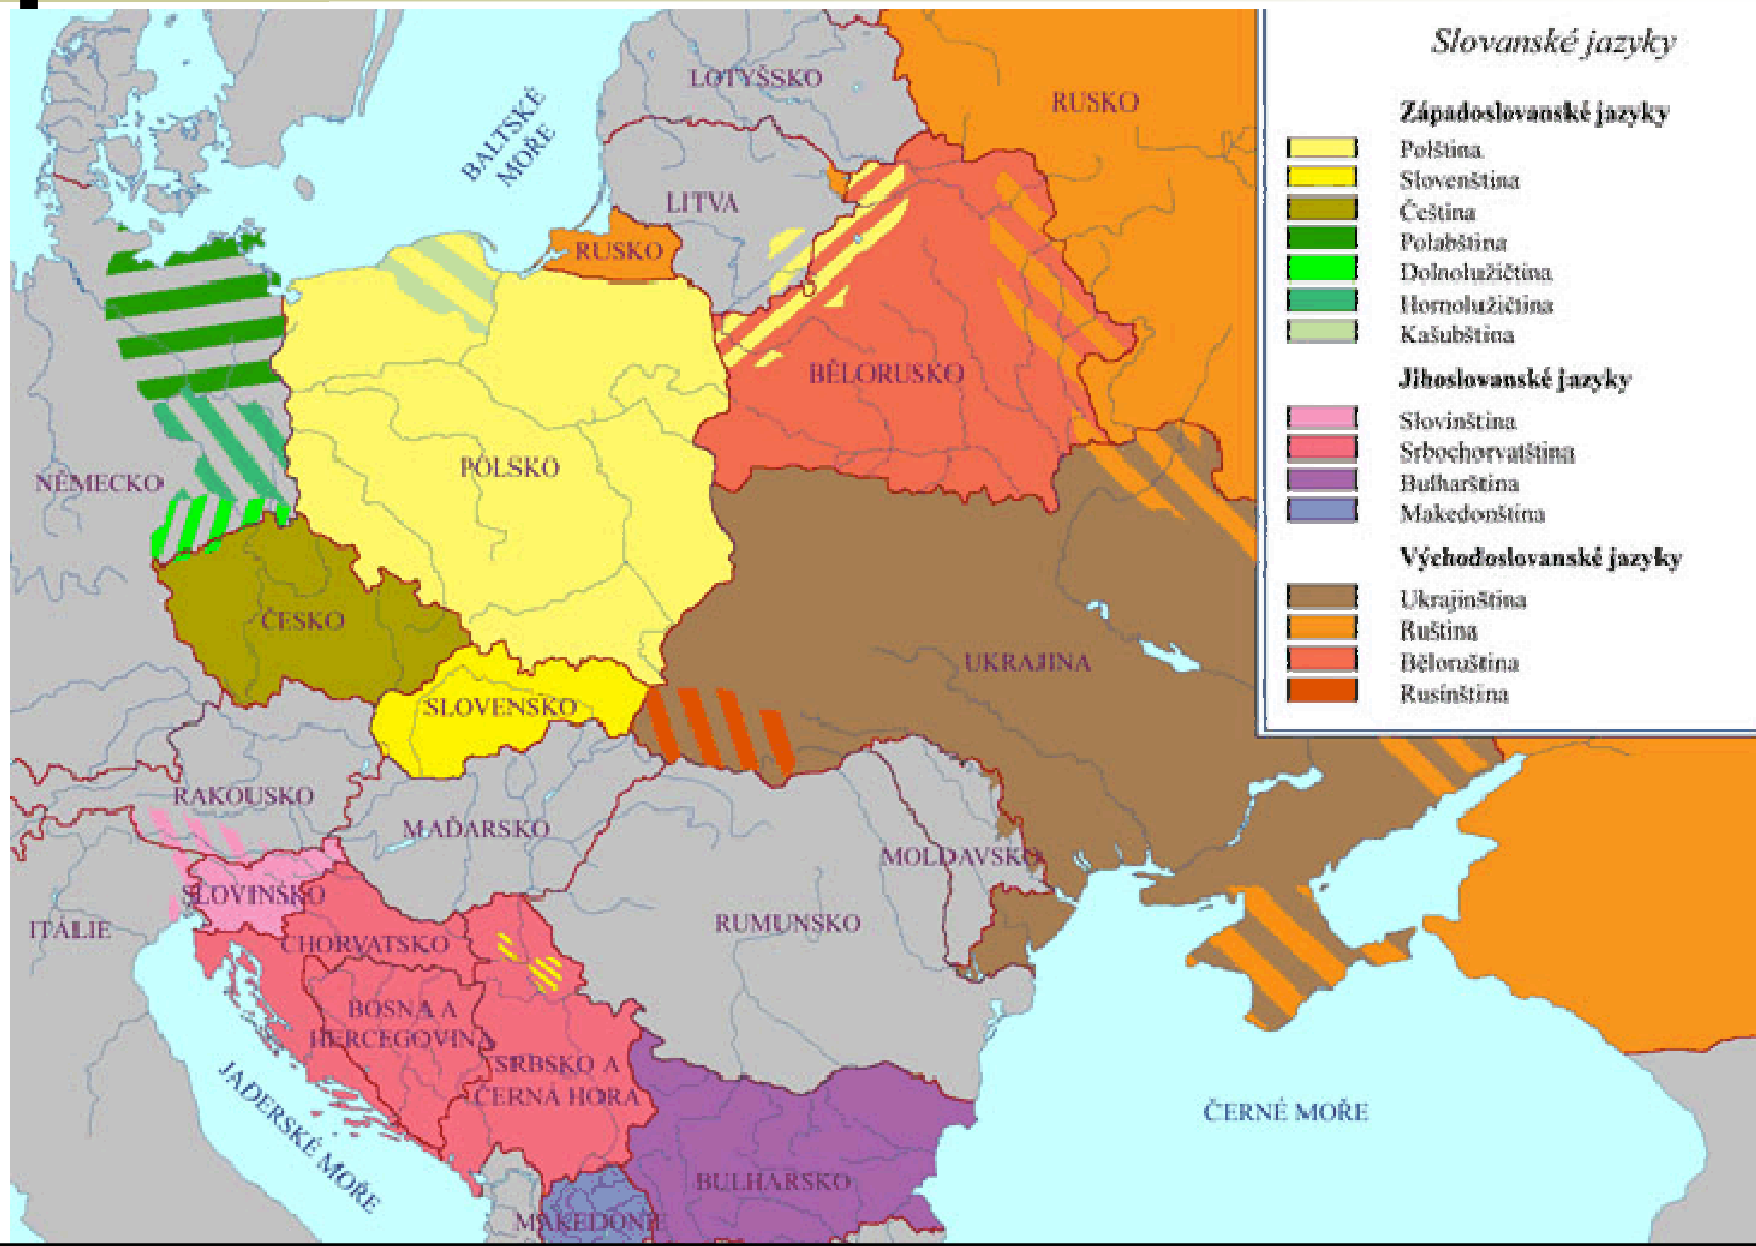 Slovanské jazyky
Západoslovanské jazyky
Polština
Slovenština
Čeština
Polabština
Dolnolužičtina
Hornolužičtina
Kašubština
Jihoslovanské jazyky
Slovinština
Srbochorvatština
Bulharština
Makedonština
Východoslovanské jazyky
Ukrajinština
Ruština
Běloruština
Rusínština
LOTYŠSKO
RUSKO
BALTSKÉ
MOŘE
LITVA
RUSKO
BĚLORUSKO
NĚMECKO
POLSKO
ČESKO
UKRAJINA
SLOVENSKO
RAKOUSKO
MAĎARSKO
MOLDAVSKO
SLOVINSKO
ITÁLIE
CHORVATSKO
RUMUNSKO
BOSNA A
HERCEGOVINA
SRBSKO A
ČERNÁ HORA
JADERSKÉ MOŘE
ČERNÉ MOŘE
BULHARSKO
MAKEDONIE